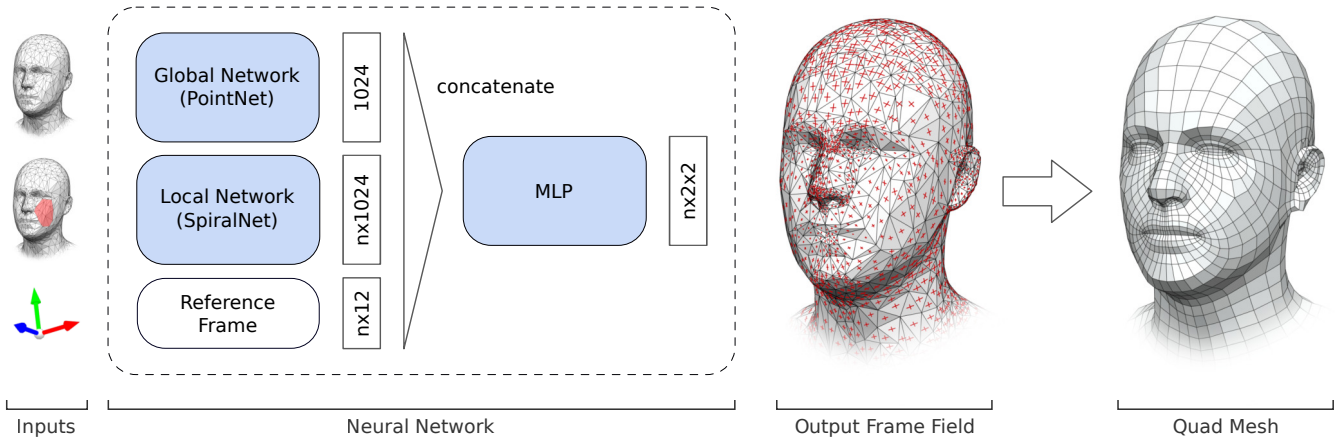 Global Network
(PointNet)
1024
concatenate
Local Network
(SpiralNet)
nx1024
MLP
nx2x2
Reference
Frame
nx12
Inputs
Neural Network
Output Frame Field
Quad Mesh